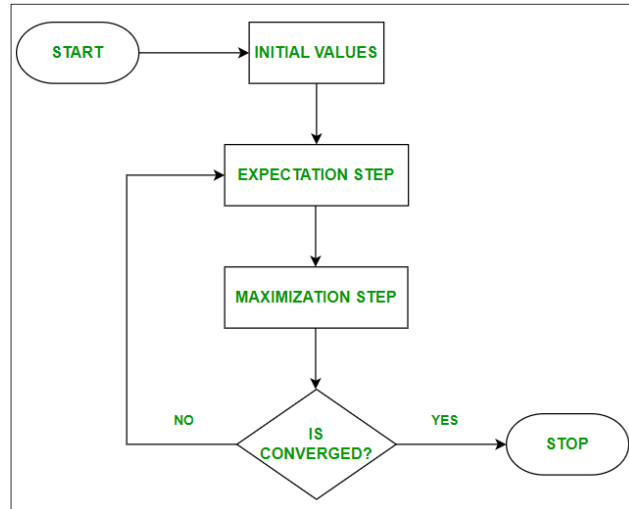 START
INITIAL VALUES
EXPECTATION STEP
MAXIMIZATION STEP
NO
YES
IS
CONVERGED?
STOP